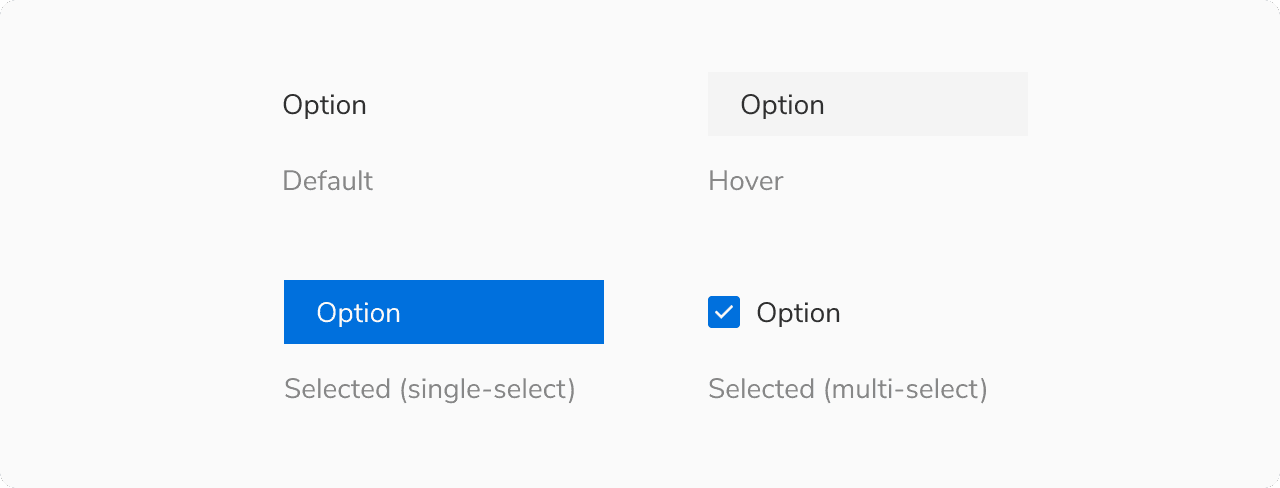 Option
Option
Default
Hover
Option
Option
Selected (single-select)
Selected (multi-select)